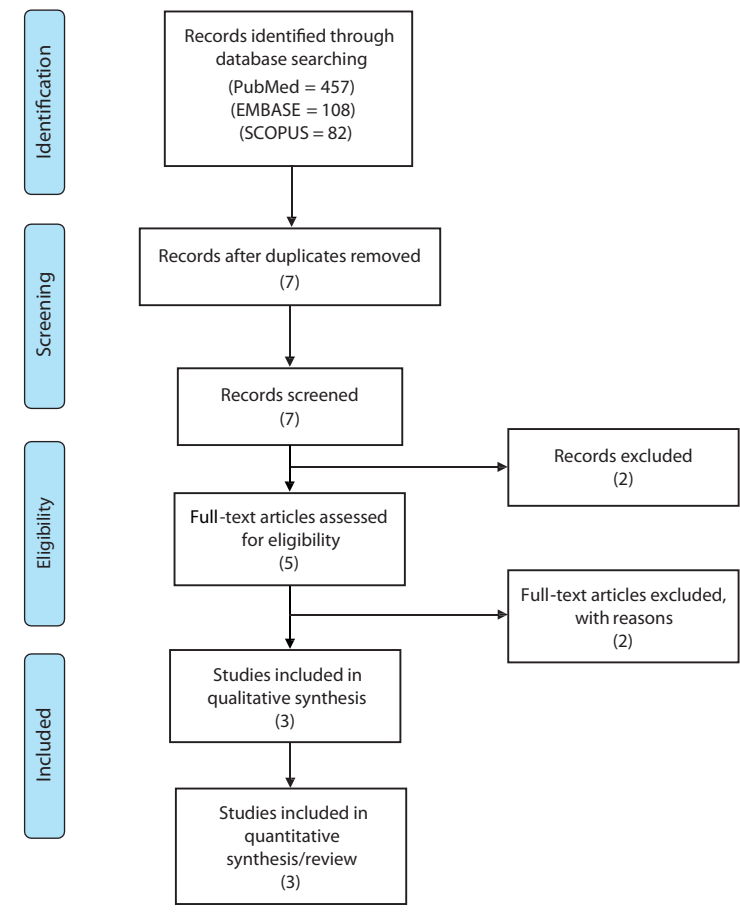 Identification
Records identified through
database searching
(PubMed = 457)
(EMBASE = 108)
(SCOPUS = 82)
Screening
Records after duplicates removed
(7)
Records screened
(7)
Records excluded
(2)
Eligibility
Full-text articles assessed
for eligibility
(5)
Full-text articles excluded,
with reasons
(2)
Included
Studies included in
qualitative synthesis
(3)
Studies included in
quantitative
synthesis/review
(3)